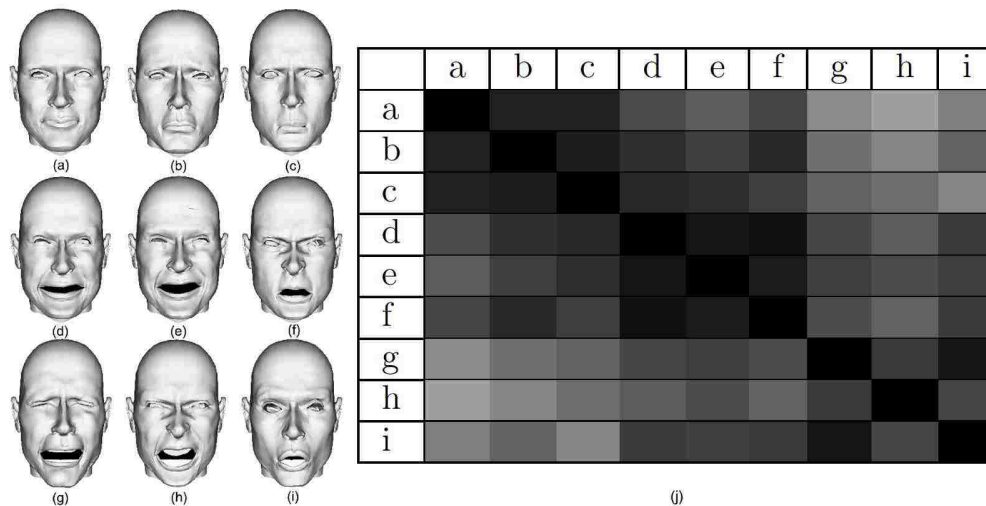 (a) (b) (c)
(d) (e) (f)
(g) (h) (i)
a b c d e f g h i
a
b
c
d
e
f
g
h
i
(j)